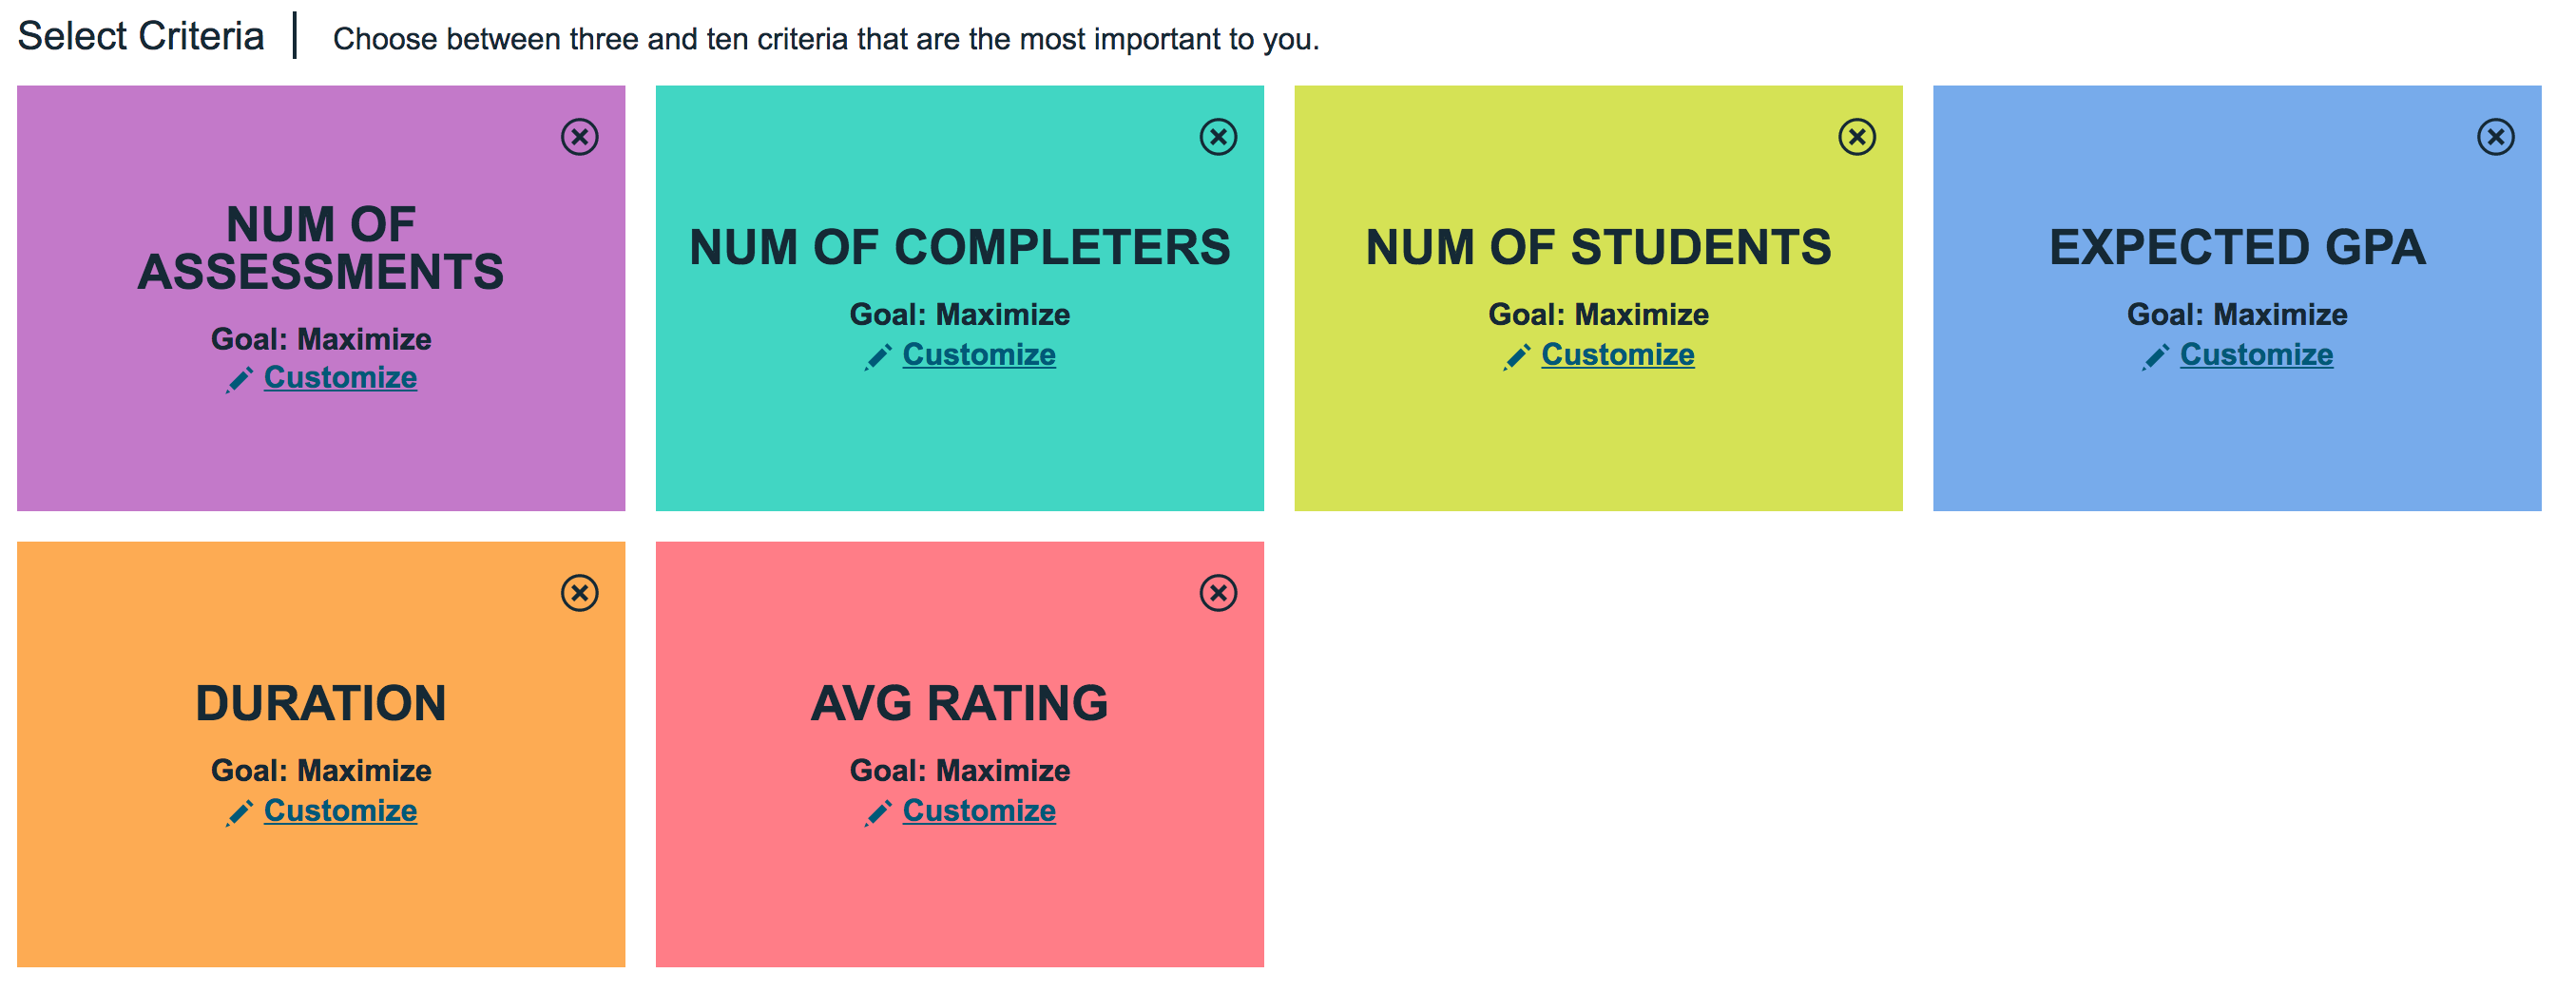 Select Criteria
Choose between three and ten criteria that are the most important to you.
NUM OF
ASSESSMENTS
Goal: Maximize
Customize
NUM OF COMPLETERS
Goal: Maximize
Customize
NUM OF STUDENTS
Goal: Maximize
Customize
EXPECTED GPA
Goal: Maximize
Customize
DURATION
Goal: Maximize
Customize
AVG RATING
Goal: Maximize
Customize